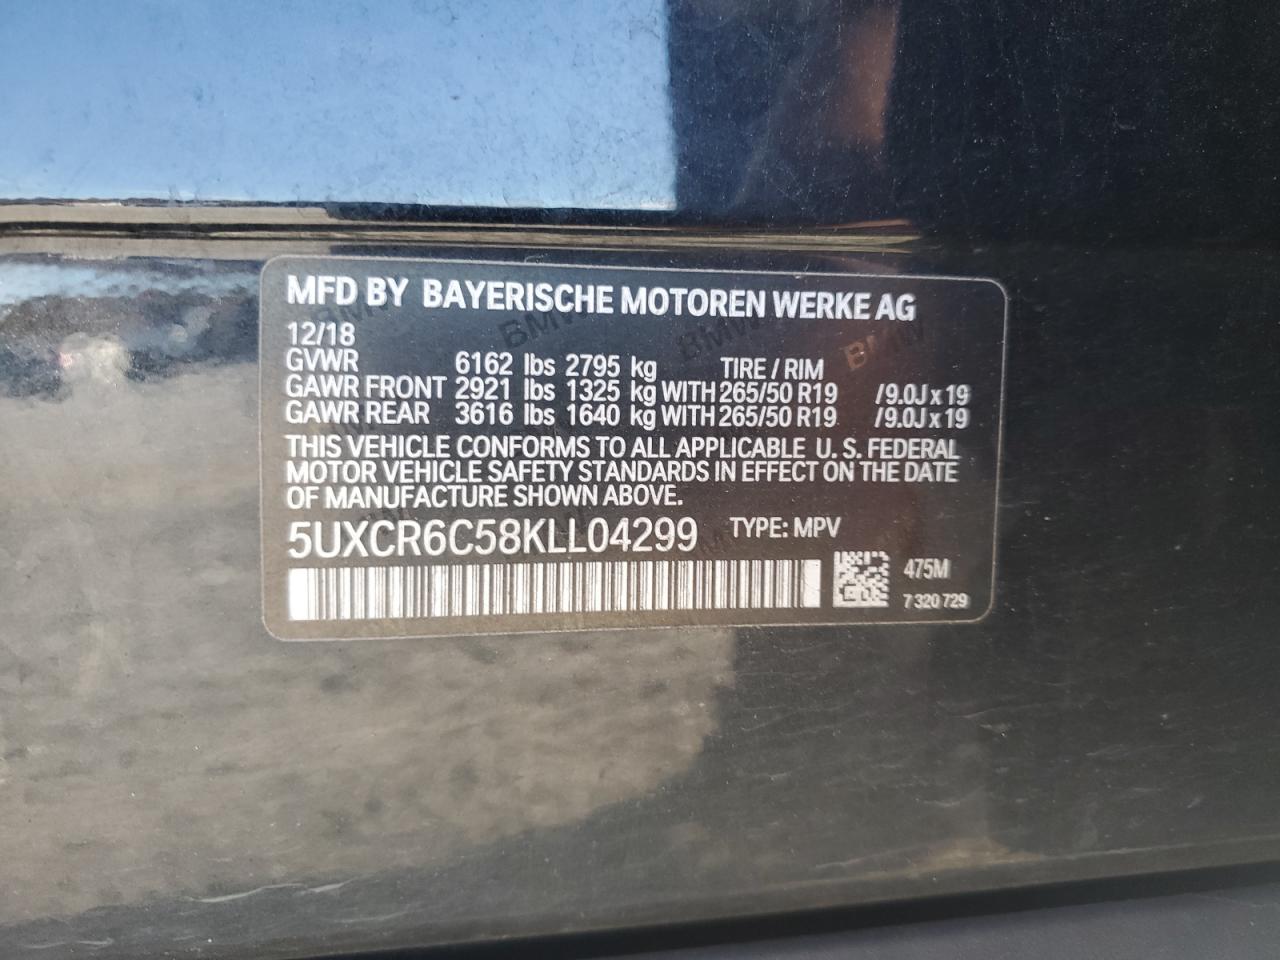 MFD BY BAYERISCHE MOTOREN WERKE AG
12/18
GVWR 6162 lbs 2795 kg TIRE / RIM
GAWR FRONT 2921 lbs 1325 kg WITH 265/50 R19 /9.0J x 19
GAWR REAR 3616 lbs 1640 kg WITH 265/50 R19 /9.0J x 19
THIS VEHICLE CONFORMS TO ALL APPLICABLE U. S. FEDERAL
MOTOR VEHICLE SAFETY STANDARDS IN EFFECT ON THE DATE
OF MANUFACTURE SHOWN ABOVE.
5UXCR6C58KLL04299 TYPE: MPV
475M
7 320 729